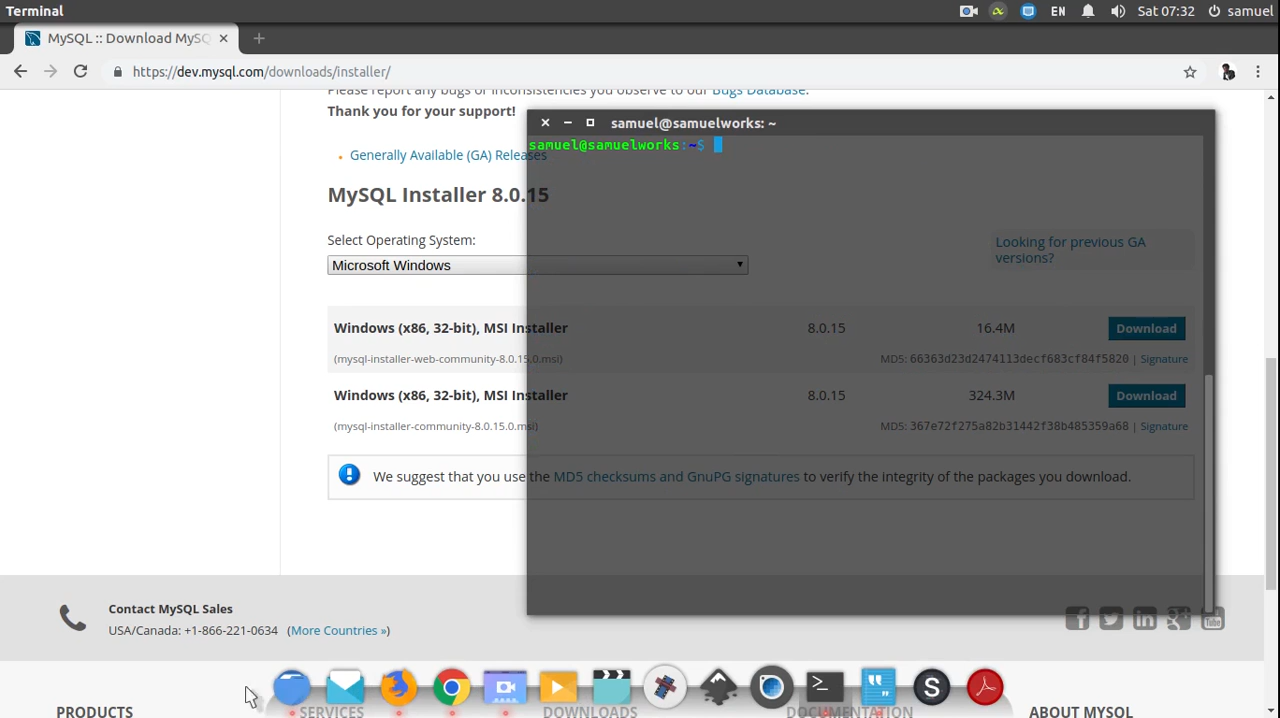 Terminal
EN
Sat 07:32
samuel
MySQL :: Download MySQ
https://dev.mysql.com/downloads/installer/
Please report any bugs or inconsistencies you observe to our Bugs Database.
Thank you for your support!
samuel@samuelworks: ~
samuel@samuelworks:~$
Generally Available (GA) Releases
MySQL Installer 8.0.15
Select Operating System:
Looking for previous GA
versions?
Microsoft Windows
Windows (x86, 32-bit), MSI Installer 8.0.15 16.4M Download
(mysql-installer-web-community-8.0.15.0.msi) MD5: 66363d23d2474113decf683cf84f5820 | Signature
Windows (x86, 32-bit), MSI Installer 8.0.15 324.3M Download
(mysql-installer-community-8.0.15.0.msi) MD5: 367e72f275a82b31442f38b485359a68 | Signature
We suggest that you use the MD5 checksums and GnuPG signatures to verify the integrity of the packages you download.
Contact MySQL Sales
USA/Canada: +1-866-221-0634 (More Countries »)
PRODUCTS
SERVICES
DOWNLOADS
DOCUMENTATION
ABOUT MYSQL